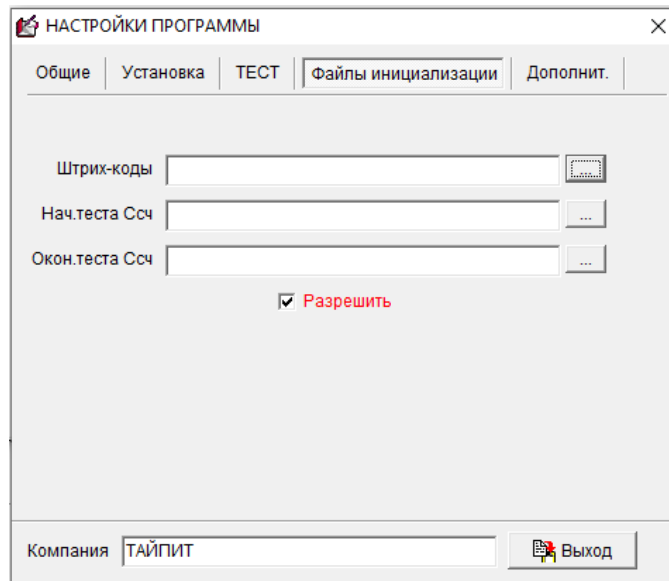 НАСТРОЙКИ ПРОГРАММЫ
Общие Установка ТЕСТ Файлы инициализации Дополнит.
Штрих-коды ...
Нач.теста Ссч ...
Окон.теста Ссч ...
Разрешить
Компания ТАЙПИТ Выход